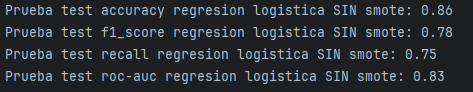 Prueba test accuracy regresion logistica SIN smote: 0.86
Prueba test f1_score regresion logistica SIN smote: 0.78
Prueba test recall regresion logistica SIN smote: 0.75
Prueba test roc-auc regresion logistica SIN smote: 0.83